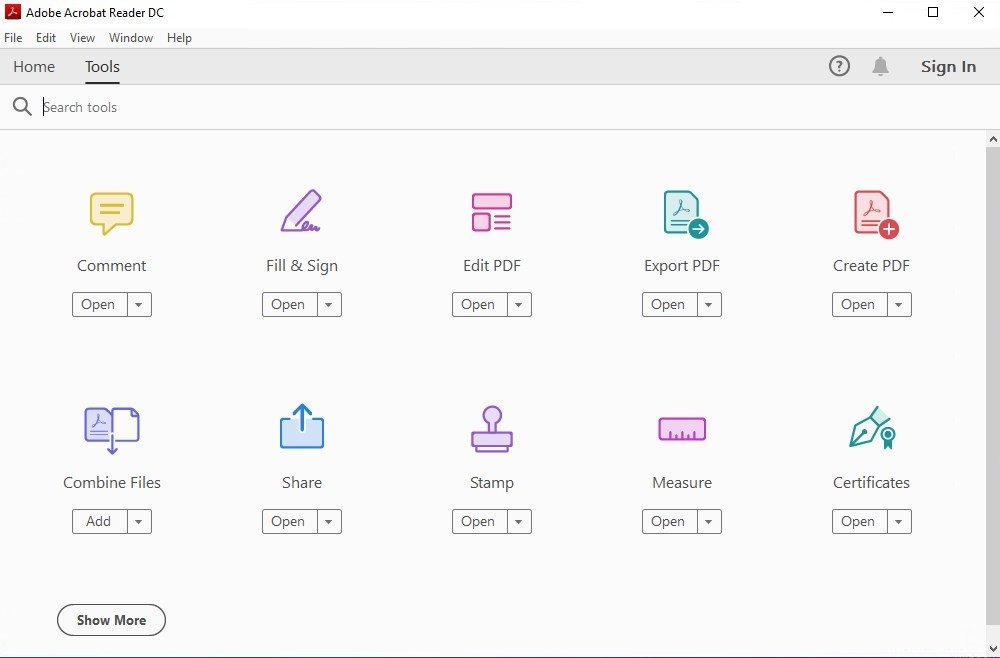 Adobe Acrobat Reader DC
File Edit View Window Help
Home Tools Sign In
Search tools
Comment Fill & Sign Edit PDF Export PDF Create PDF
Open Open Open Open Open
Combine Files Share Stamp Measure Certificates
Add Open Open Open Open
Show More